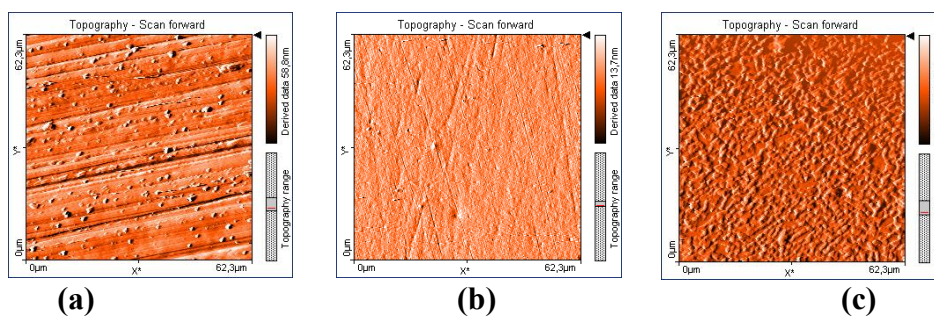 Topography - Scan forward
62,3µm
Y*
0µm
0µm
X*
62,3µm
Derived data 58,8nm
Topography range
(a)
Topography - Scan forward
62,3µm
Y*
0µm
0µm
X*
62,3µm
Derived data 13,7nm
Topography range
(b)
Topography - Scan forward
62,3µm
Y*
0µm
0µm
X*
62,3µm
(c)